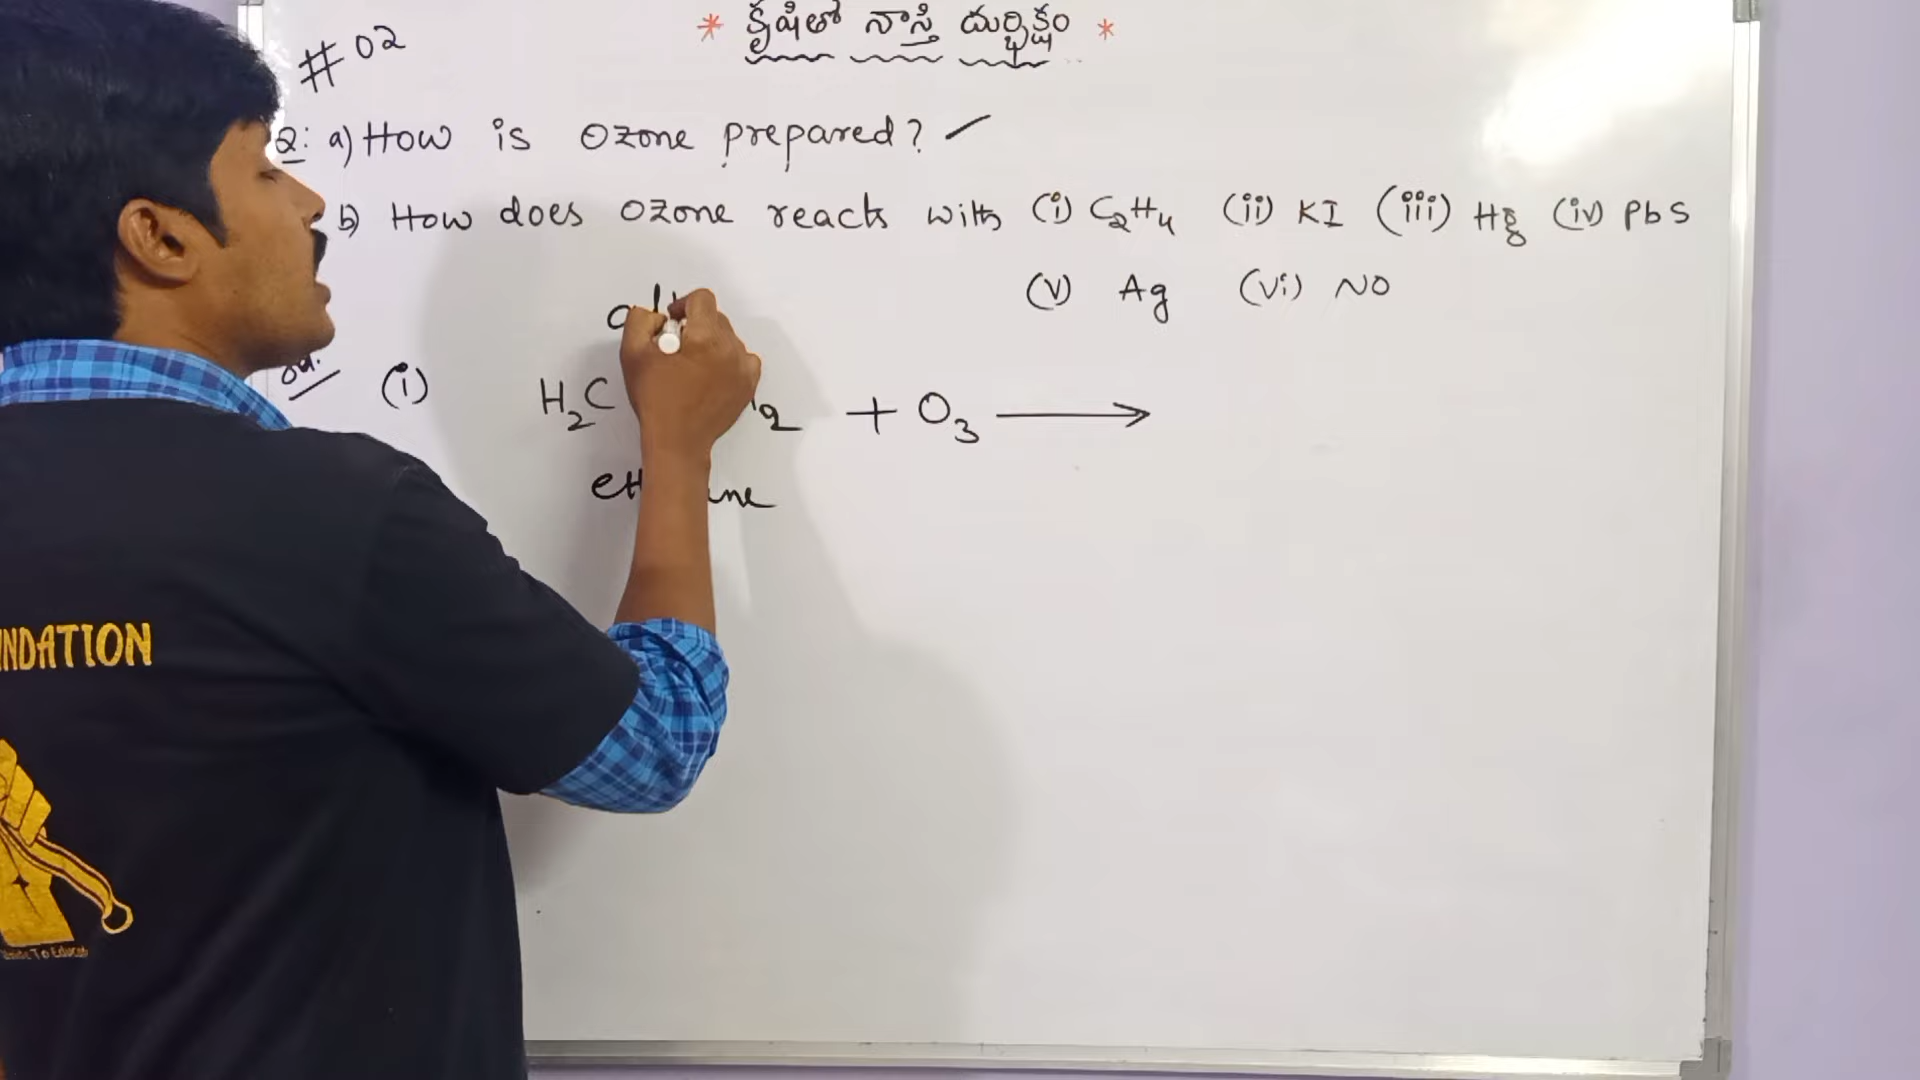 * కృషితో నాస్తి దుర్భిక్షం *
#02
Q: a) How is Ozone prepared?
b) How does Ozone reacts with (i) C2H4 (ii) KI (iii) Hg (iv) PbS
(v) Ag (vi) NO
Sol. (i) H2C + O3 →
NDATION